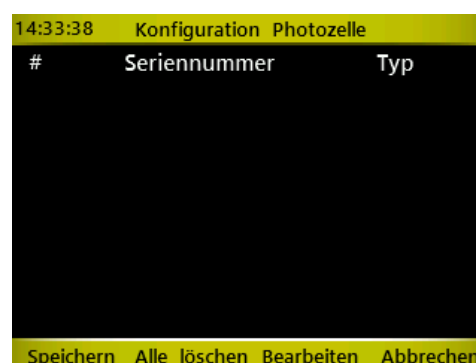 14:33:38 Konfiguration Photozelle
# Seriennummer Typ
Speichern Alle löschen Bearbeiten Abbrechen